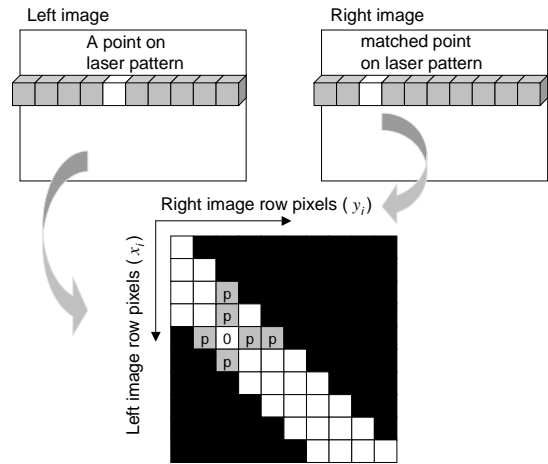 Left image
Right image
A point on
laser pattern
matched point
on laser pattern
Right image row pixels ( y_i )
Left image row pixels ( x_i )
p
p
p 0 p p
p